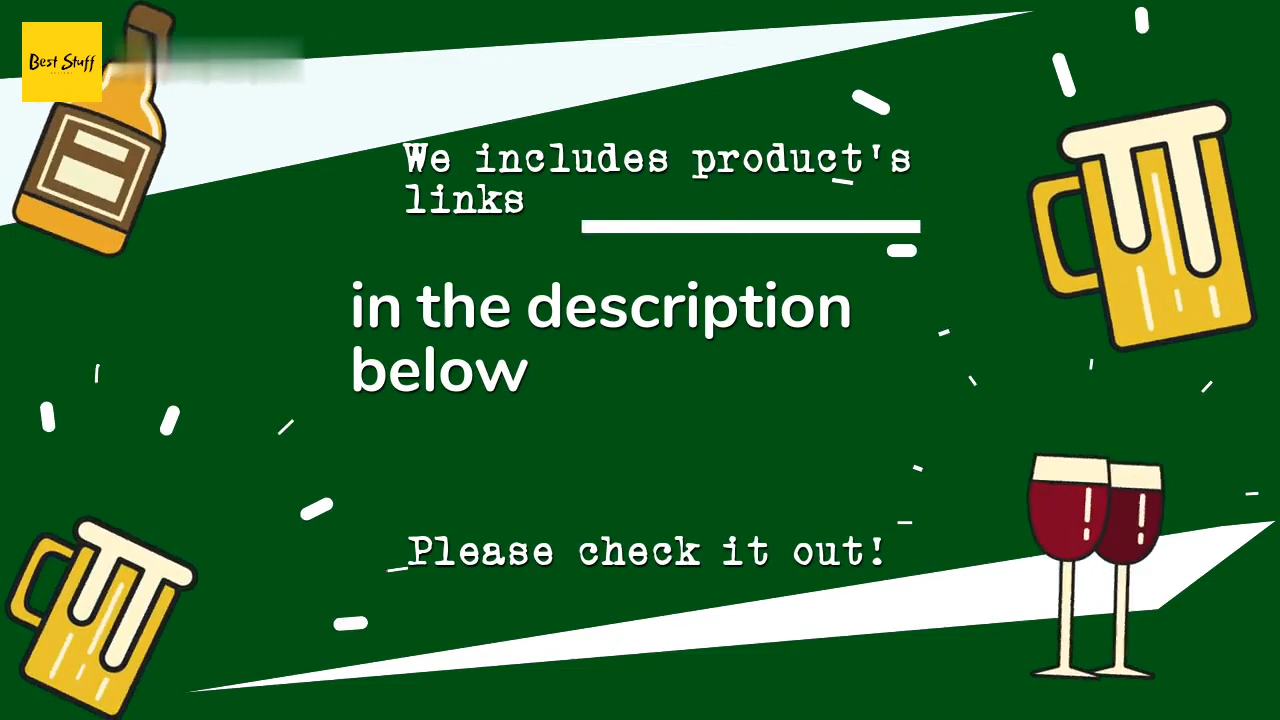 Best Stuff
We includes product's
links
in the description
below
Please check it out!